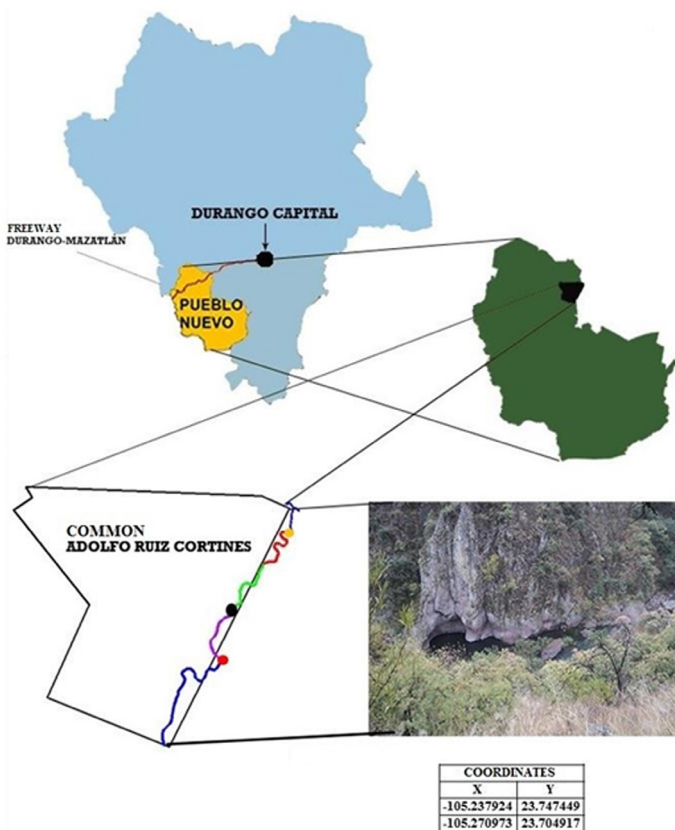 DURANGO CAPITAL
FREEWAY
DURANGO-MAZATLÁN
PUEBLO
NUEVO
COMMON
ADOLFO RUIZ CORTINES
COORDINATES
X Y
-105.237924 23.747449
-105.270973 23.704917